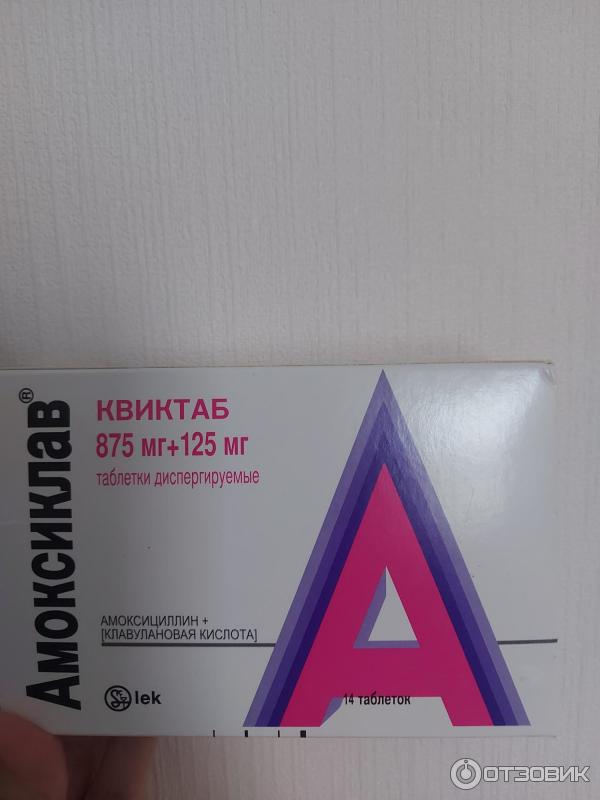 Амоксиклав®
КВИКТАБ
875 мг+125 мг
таблетки диспергируемые
АМОКСИЦИЛЛИН +
[КЛАВУЛАНОВАЯ КИСЛОТА]
A
lek
14 таблеток
ОТЗОВИК